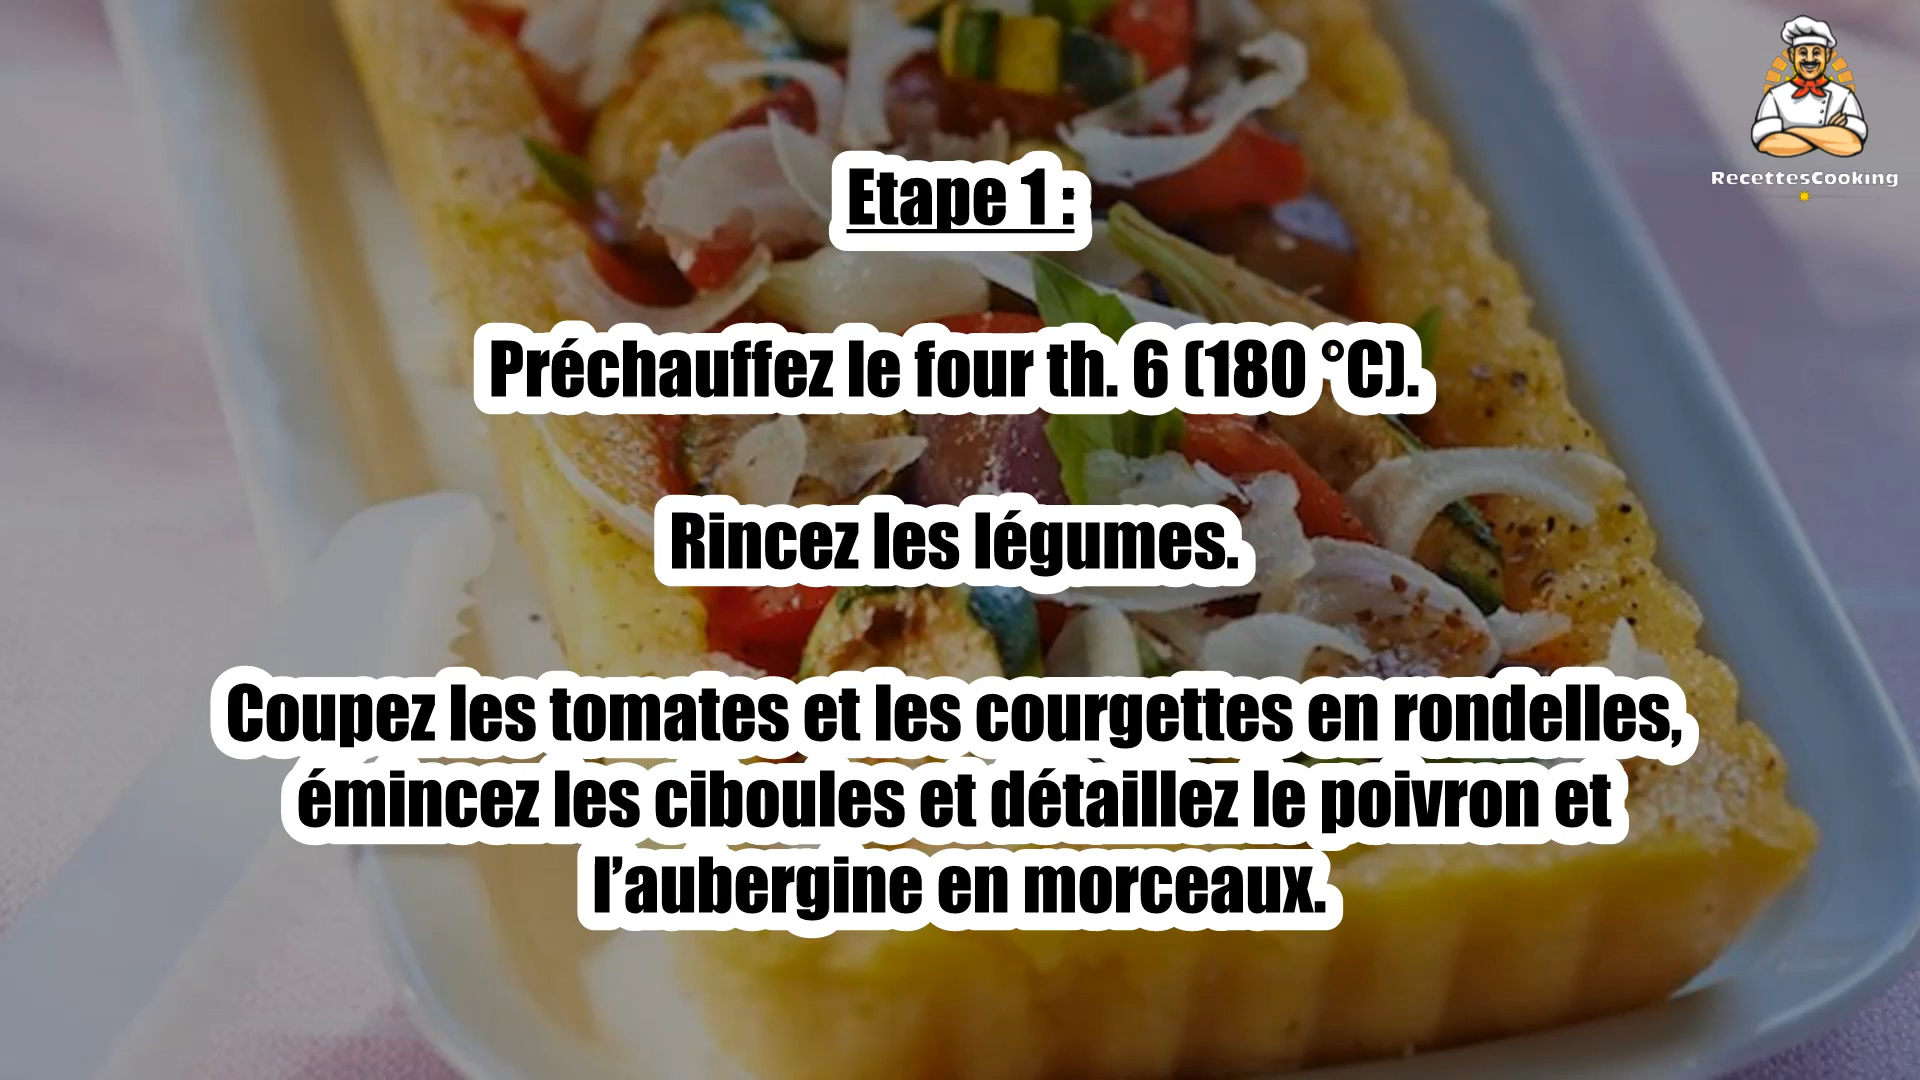 RecettesCooking
Etape 1 :
Préchauffez le four th. 6 (180 °C).
Rincez les légumes.
Coupez les tomates et les courgettes en rondelles,
émincez les ciboules et détaillez le poivron et
l’aubergine en morceaux.